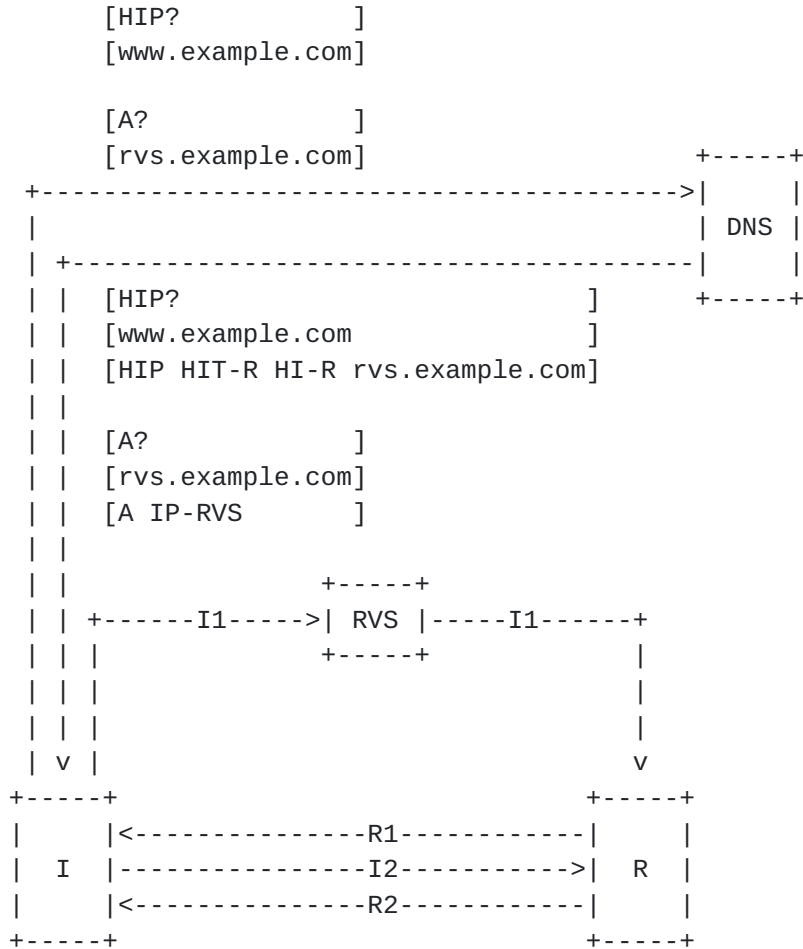 [HIP?              ]
[www.example.com]
[A?              ]
[rvs.example.com]
DNS
[HIP?                              ]
[www.example.com                   ]
[HIP HIT-R HI-R rvs.example.com]
[A?              ]
[rvs.example.com]
[A IP-RVS       ]
I1 RVS I1
R1
I I2 R
R2